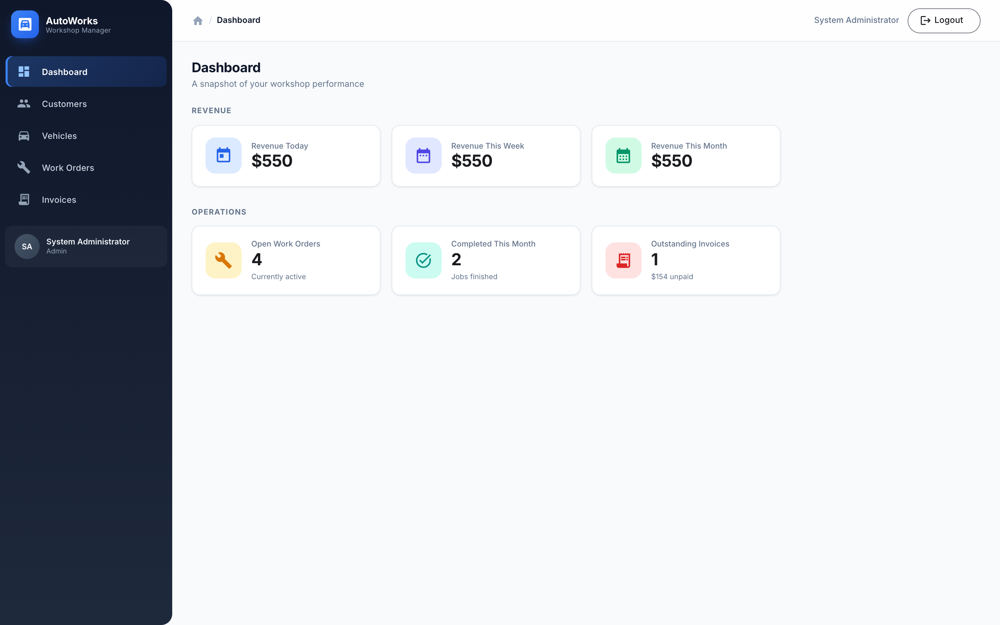 AutoWorks
Workshop Manager
Dashboard
Customers
Vehicles
Work Orders
Invoices
SA
System Administrator
Admin
/ Dashboard
System Administrator
Logout
Dashboard
A snapshot of your workshop performance
REVENUE
Revenue Today
$550
Revenue This Week
$550
Revenue This Month
$550
OPERATIONS
Open Work Orders
4
Currently active
Completed This Month
2
Jobs finished
Outstanding Invoices
1
$154 unpaid